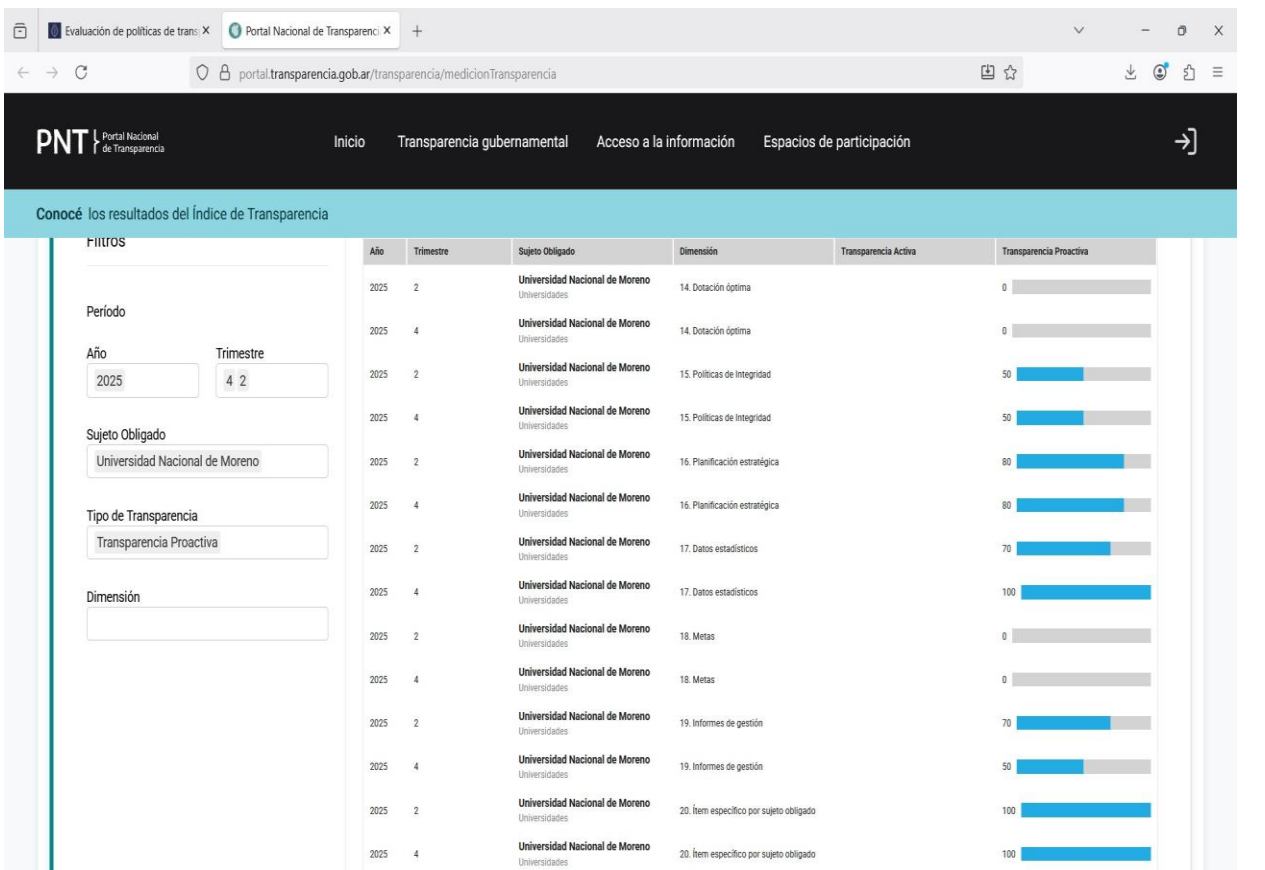 Evaluación de políticas de trans
Portal Nacional de Transparenci
portal.transparencia.gob.ar/transparencia/medicionTransparencia
PNT
Portal Nacional
de Transparencia
Inicio
Transparencia gubernamental
Acceso a la información
Espacios de participación
Conocé los resultados del Índice de Transparencia
Filtros
Período
Año
Trimestre
2025
4 2
Sujeto Obligado
Universidad Nacional de Moreno
Tipo de Transparencia
Transparencia Proactiva
Dimensión
Año Trimestre Sujeto Obligado Dimensión Transparencia Activa Transparencia Proactiva
2025 2 Universidad Nacional de Moreno 14. Dotación óptima 0
Universidades
2025 4 Universidad Nacional de Moreno 14. Dotación óptima 0
Universidades
2025 2 Universidad Nacional de Moreno 15. Políticas de Integridad 50
Universidades
2025 4 Universidad Nacional de Moreno 15. Políticas de Integridad 50
Universidades
2025 2 Universidad Nacional de Moreno 16. Planificación estratégica 80
Universidades
2025 4 Universidad Nacional de Moreno 16. Planificación estratégica 80
Universidades
2025 2 Universidad Nacional de Moreno 17. Datos estadísticos 70
Universidades
2025 4 Universidad Nacional de Moreno 17. Datos estadísticos 100
Universidades
2025 2 Universidad Nacional de Moreno 18. Metas 0
Universidades
2025 4 Universidad Nacional de Moreno 18. Metas 0
Universidades
2025 2 Universidad Nacional de Moreno 19. Informes de gestión 70
Universidades
2025 4 Universidad Nacional de Moreno 19. Informes de gestión 50
Universidades
2025 2 Universidad Nacional de Moreno 20. Ítem específico por sujeto obligado 100
Universidades
2025 4 Universidad Nacional de Moreno 20. Ítem específico por sujeto obligado 100
Universidades